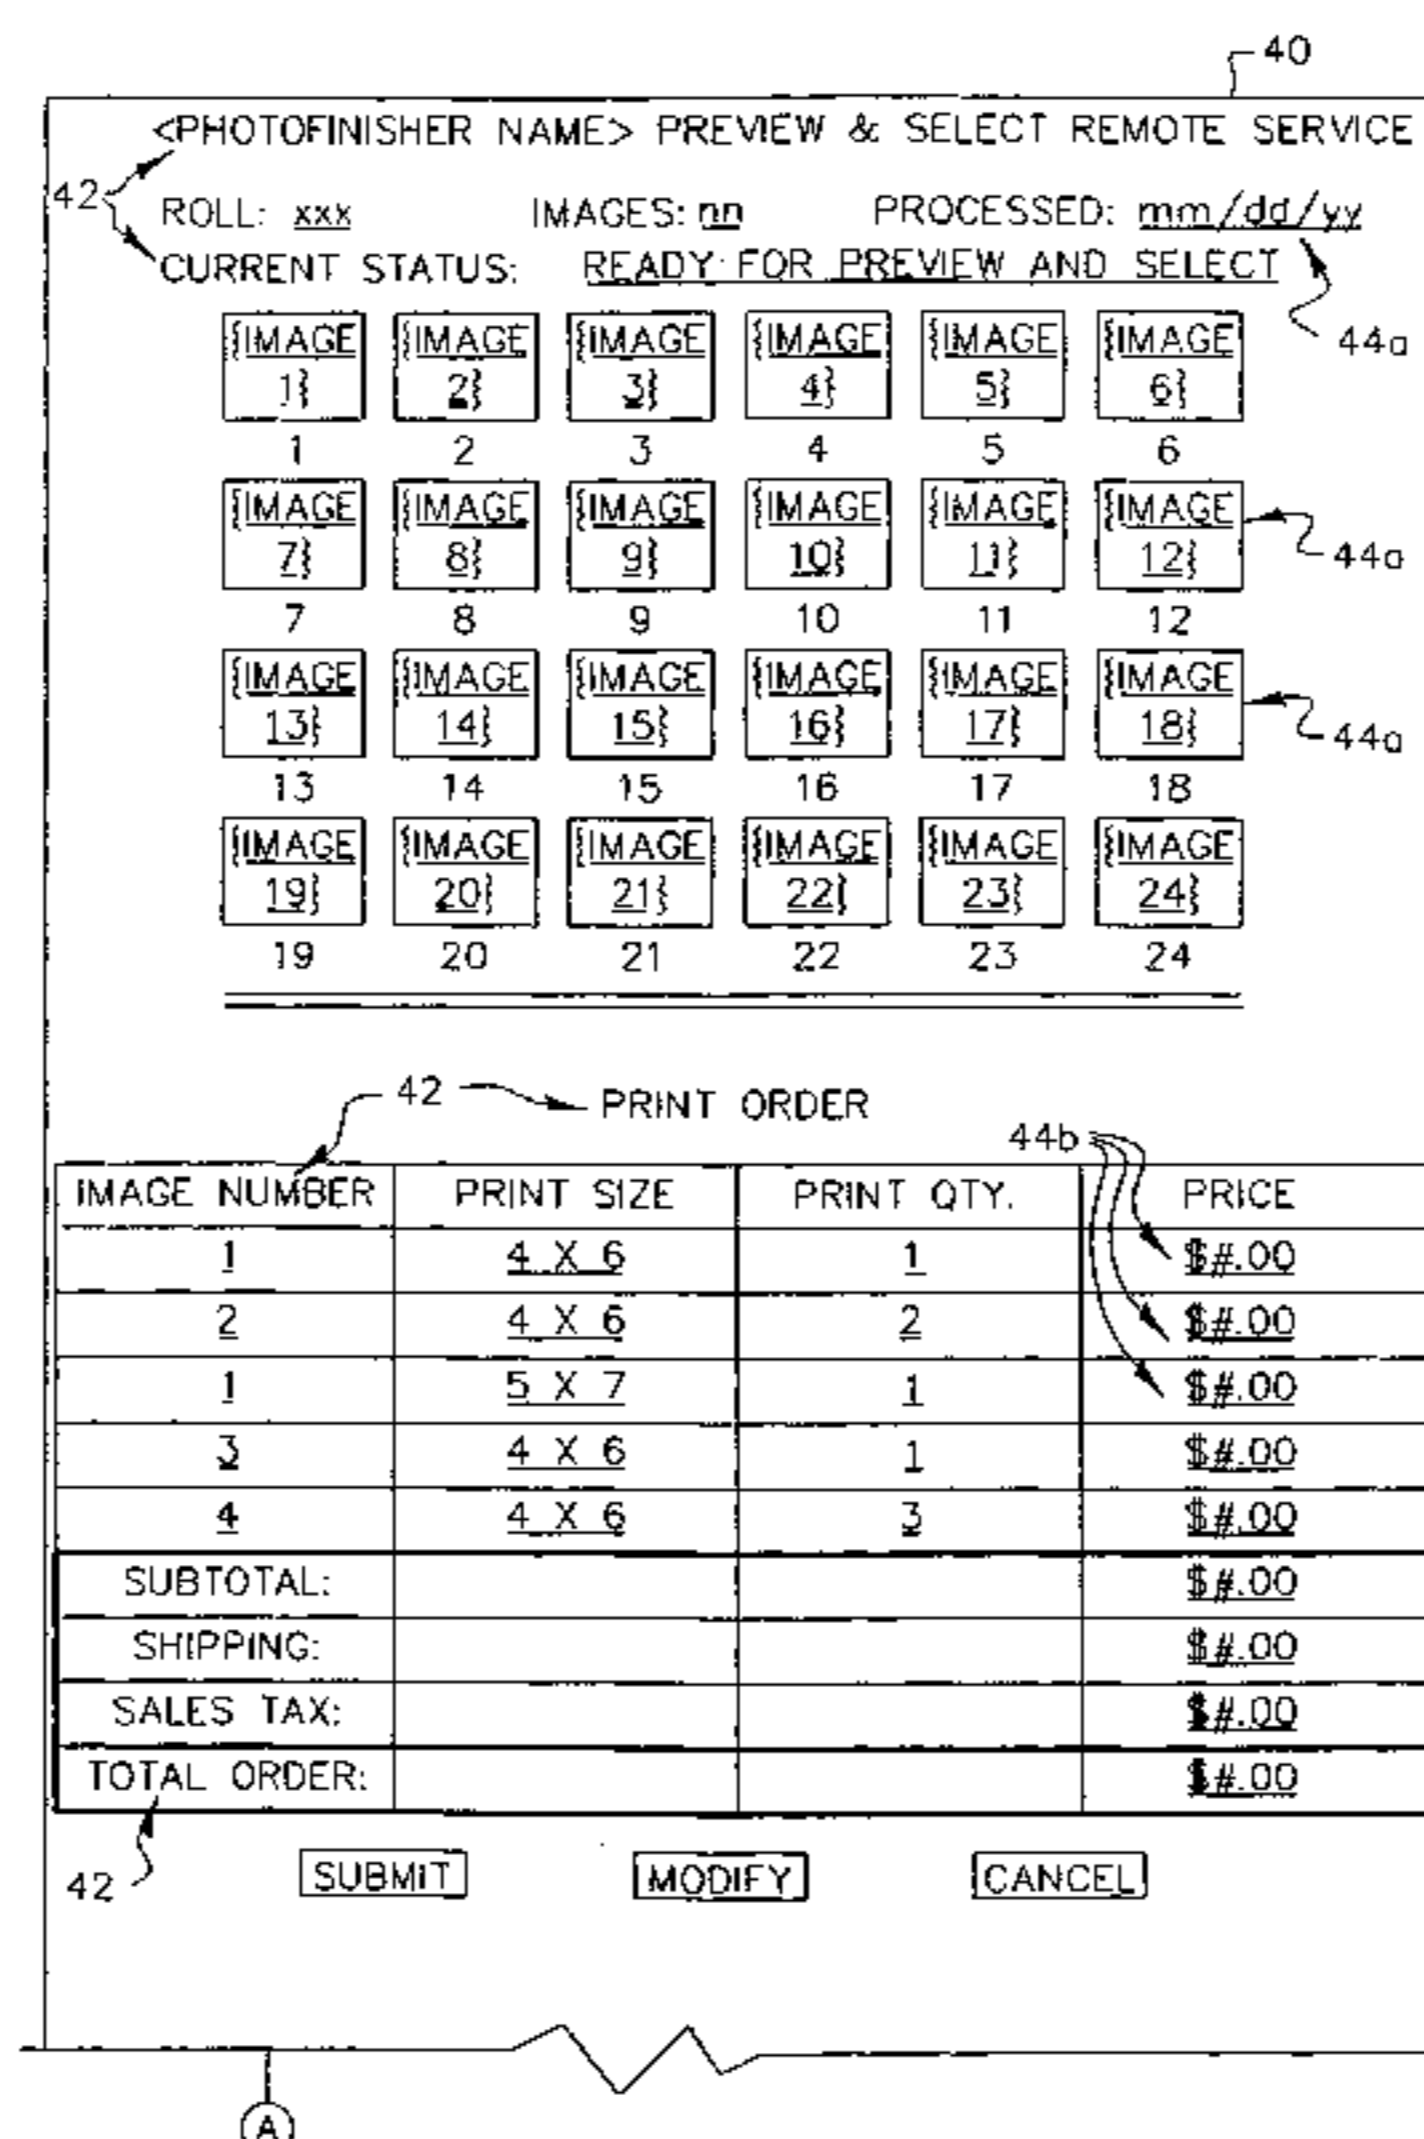 40
<PHOTOFINISHER NAME> PREVIEW & SELECT REMOTE SERVICE
42
ROLL: xxx IMAGES: nn PROCESSED: mm/dd/yy
CURRENT STATUS: READY FOR PREVIEW AND SELECT
44a
{IMAGE {IMAGE {IMAGE {IMAGE {IMAGE {IMAGE
1} 2} 3} 4} 5} 6}
1 2 3 4 5 6
{IMAGE {IMAGE {IMAGE {IMAGE {IMAGE {IMAGE
7} 8} 9} 10} 11} 12}
44a
7 8 9 10 11 12
{IMAGE {IMAGE {IMAGE {IMAGE {IMAGE {IMAGE
13} 14} 15} 16} 17} 18}
44a
13 14 15 16 17 18
{IMAGE {IMAGE {IMAGE {IMAGE {IMAGE {IMAGE
19} 20} 21} 22} 23} 24}
19 20 21 22 23 24
42 PRINT ORDER
44b
IMAGE NUMBER PRINT SIZE PRINT QTY. PRICE
1 4 X 6 1 $#.00
2 4 X 6 2 $#.00
1 5 X 7 1 $#.00
3 4 X 6 1 $#.00
4 4 X 6 3 $#.00
SUBTOTAL: $#.00
SHIPPING: $#.00
SALES TAX: $#.00
TOTAL ORDER: $#.00
42
SUBMIT MODIFY CANCEL
A